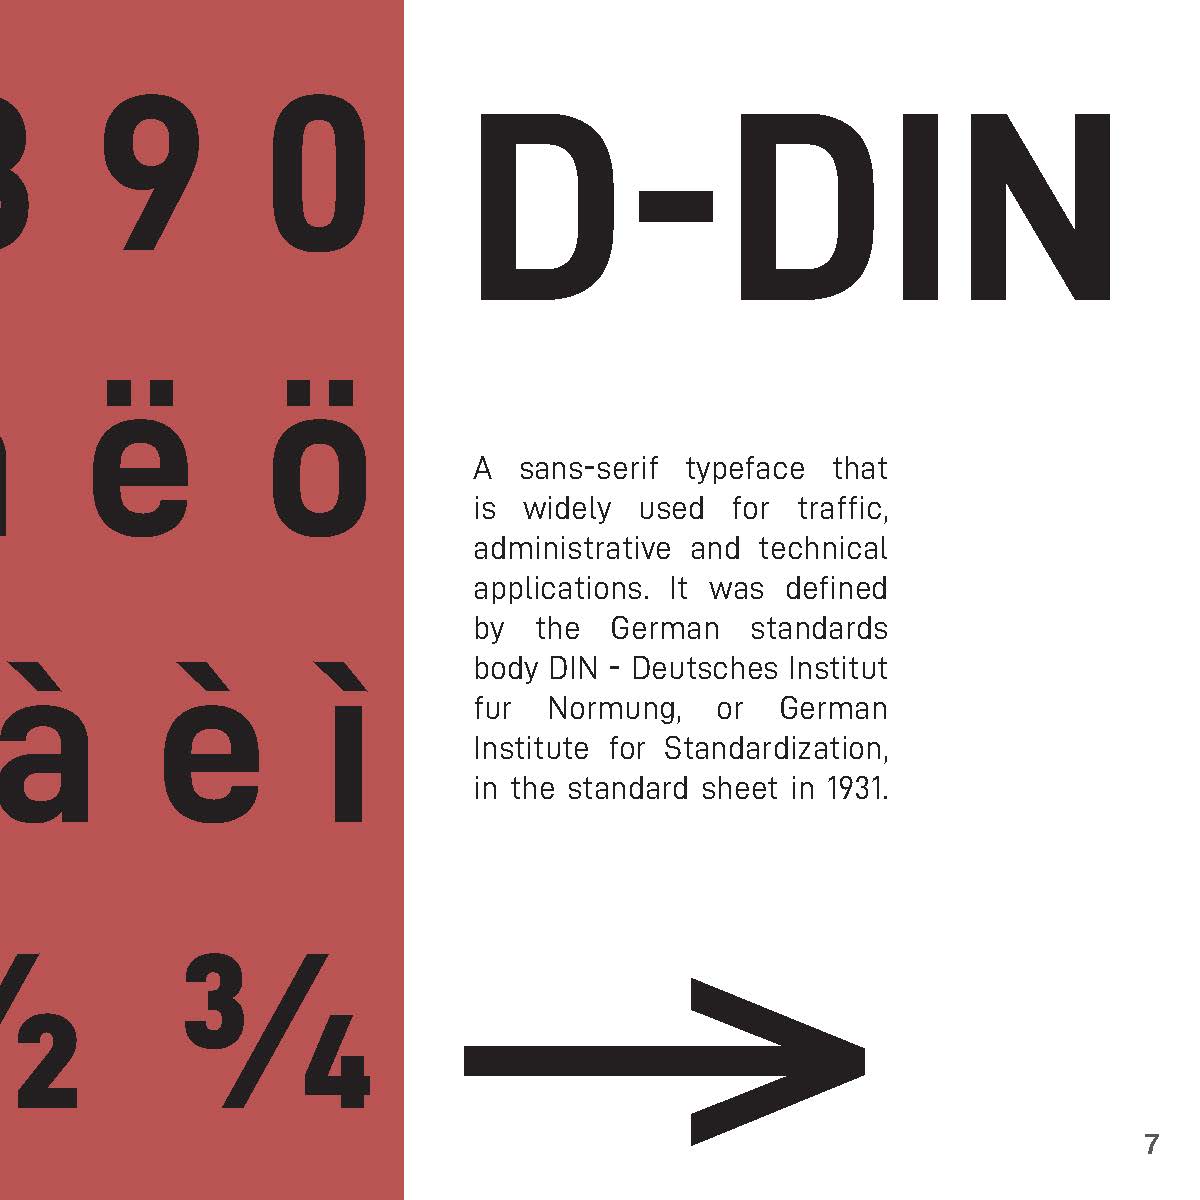 8 9 0
ë ö
à è ì
½ ¾
D-DIN
A sans-serif typeface that
is widely used for traffic,
administrative and technical
applications. It was defined
by the German standards
body DIN - Deutsches Institut
fur Normung, or German
Institute for Standardization,
in the standard sheet in 1931.
→
7